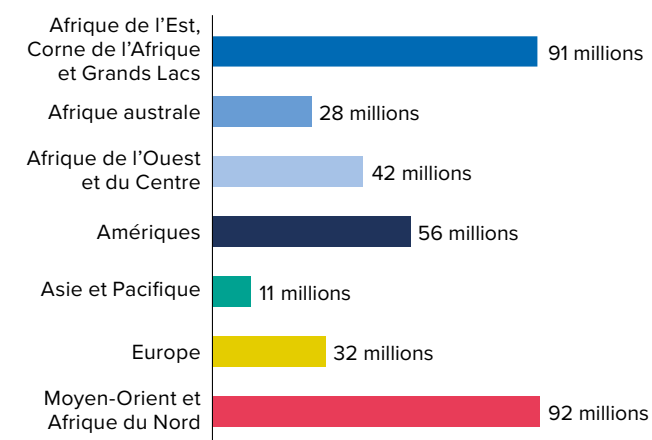 Afrique de l’Est,
Corne de l’Afrique
et Grands Lacs
91 millions
Afrique australe
28 millions
Afrique de l’Ouest
et du Centre
42 millions
Amériques
56 millions
Asie et Pacifique
11 millions
Europe
32 millions
Moyen-Orient et
Afrique du Nord
92 millions